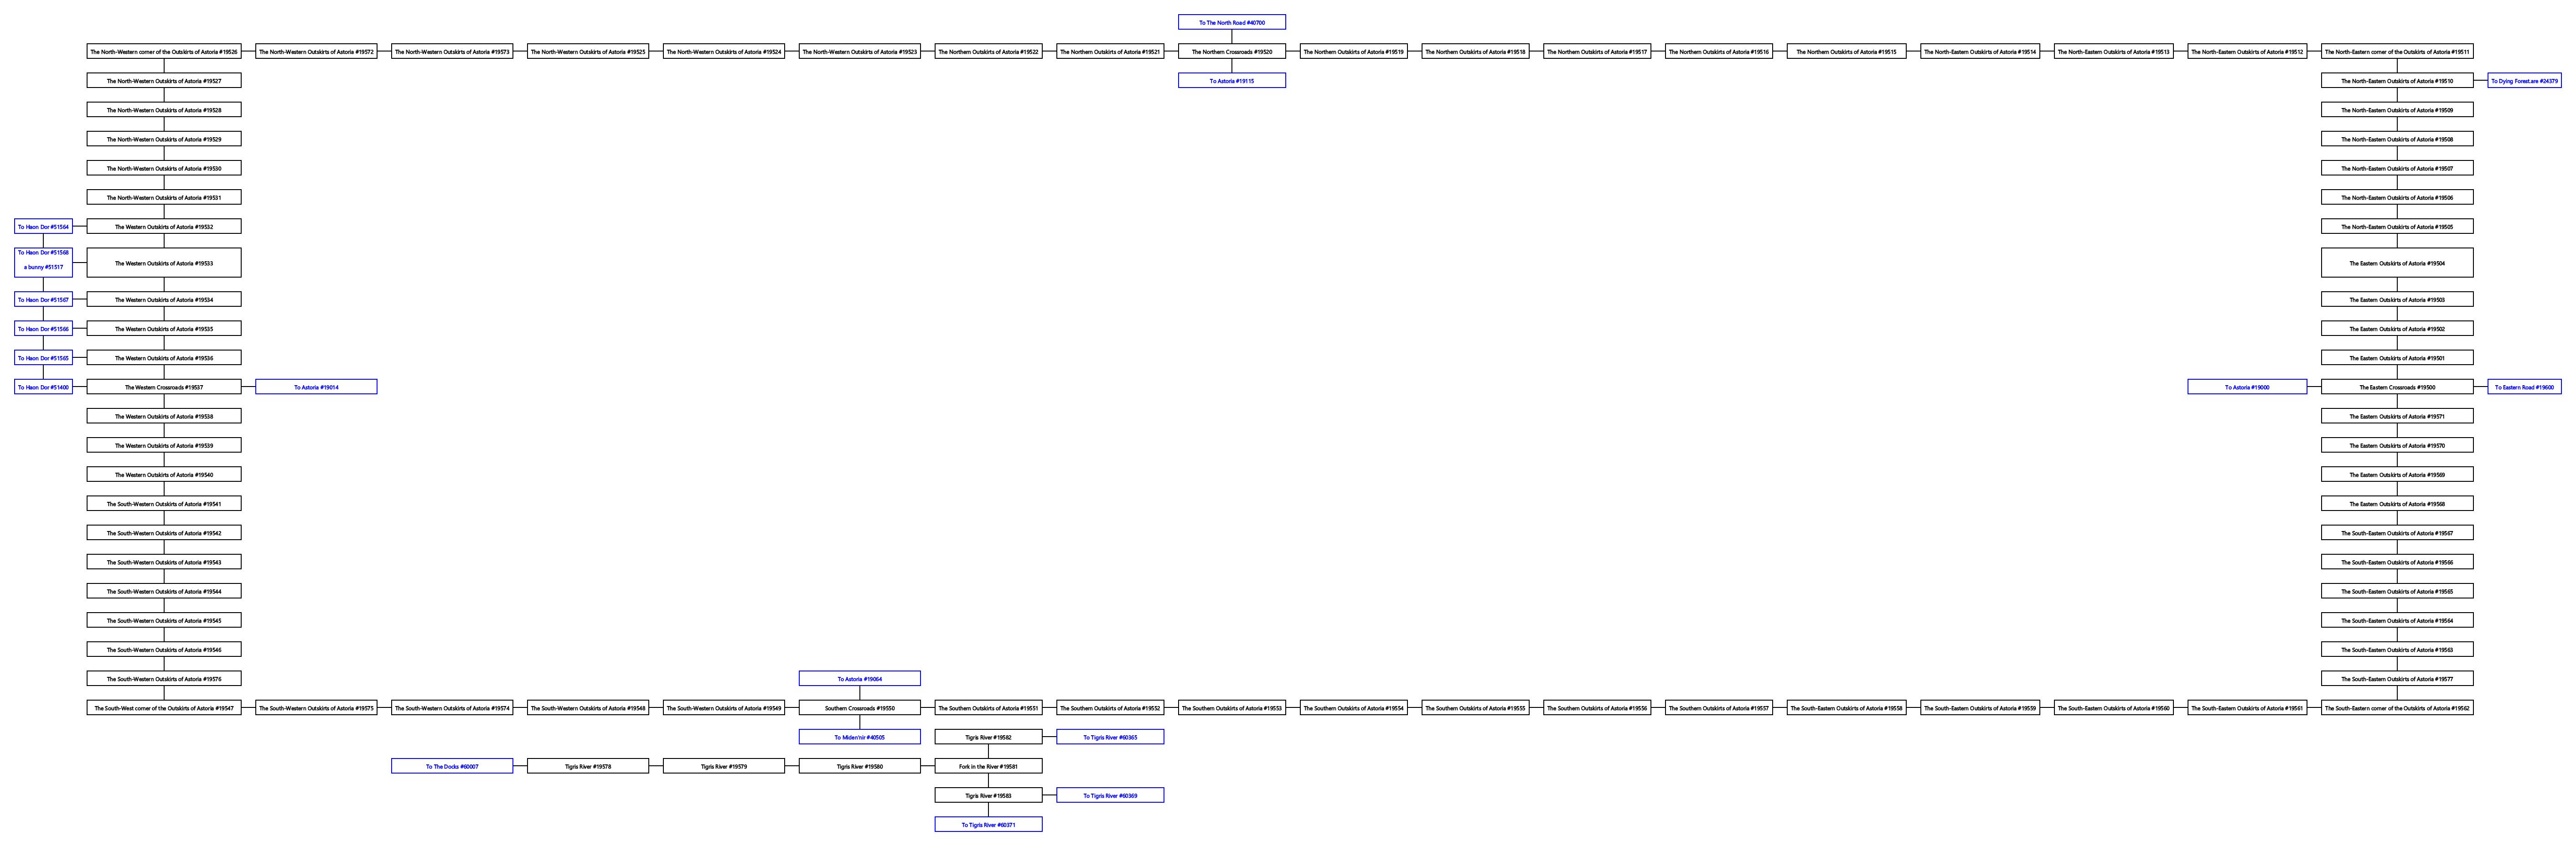 To The North Road #40700
The North-Western corner of the Outskirts of Astoria #19526
The North-Western Outskirts of Astoria #19572
The North-Western Outskirts of Astoria #19573
The North-Western Outskirts of Astoria #19525
The North-Western Outskirts of Astoria #19524
The North-Western Outskirts of Astoria #19523
The Northern Outskirts of Astoria #19522
The Northern Outskirts of Astoria #19521
The Northern Crossroads #19520
The Northern Outskirts of Astoria #19519
The Northern Outskirts of Astoria #19518
The Northern Outskirts of Astoria #19517
The Northern Outskirts of Astoria #19516
The Northern Outskirts of Astoria #19515
The North-Eastern Outskirts of Astoria #19514
The North-Eastern Outskirts of Astoria #19513
The North-Eastern Outskirts of Astoria #19512
The North-Eastern corner of the Outskirts of Astoria #19511
The North-Western Outskirts of Astoria #19527
To Astoria #19115
The North-Eastern Outskirts of Astoria #19510
To Dying Forest.are #24379
The North-Western Outskirts of Astoria #19528
The North-Eastern Outskirts of Astoria #19509
The North-Western Outskirts of Astoria #19529
The North-Eastern Outskirts of Astoria #19508
The North-Western Outskirts of Astoria #19530
The North-Eastern Outskirts of Astoria #19507
The North-Western Outskirts of Astoria #19531
The North-Eastern Outskirts of Astoria #19506
To Haon Dor #51564
The Western Outskirts of Astoria #19532
The North-Eastern Outskirts of Astoria #19505
To Haon Dor #51568
a bunny #51517
The Western Outskirts of Astoria #19533
The Eastern Outskirts of Astoria #19504
To Haon Dor #51567
The Western Outskirts of Astoria #19534
The Eastern Outskirts of Astoria #19503
To Haon Dor #51566
The Western Outskirts of Astoria #19535
The Eastern Outskirts of Astoria #19502
To Haon Dor #51565
The Western Outskirts of Astoria #19536
The Eastern Outskirts of Astoria #19501
To Haon Dor #51400
The Western Crossroads #19537
To Astoria #19014
To Astoria #19000
The Eastern Crossroads #19500
To Eastern Road #19600
The Western Outskirts of Astoria #19538
The Eastern Outskirts of Astoria #19571
The Western Outskirts of Astoria #19539
The Eastern Outskirts of Astoria #19570
The Western Outskirts of Astoria #19540
The Eastern Outskirts of Astoria #19569
The South-Western Outskirts of Astoria #19541
The Eastern Outskirts of Astoria #19568
The South-Western Outskirts of Astoria #19542
The South-Eastern Outskirts of Astoria #19567
The South-Western Outskirts of Astoria #19543
The South-Eastern Outskirts of Astoria #19566
The South-Western Outskirts of Astoria #19544
The South-Eastern Outskirts of Astoria #19565
The South-Western Outskirts of Astoria #19545
The South-Eastern Outskirts of Astoria #19564
The South-Western Outskirts of Astoria #19546
The South-Eastern Outskirts of Astoria #19563
The South-Western Outskirts of Astoria #19576
To Astoria #19064
The South-Eastern Outskirts of Astoria #19577
The South-West corner of the Outskirts of Astoria #19547
The South-Western Outskirts of Astoria #19575
The South-Western Outskirts of Astoria #19574
The South-Western Outskirts of Astoria #19548
The South-Western Outskirts of Astoria #19549
Southern Crossroads #19550
The Southern Outskirts of Astoria #19551
The Southern Outskirts of Astoria #19552
The Southern Outskirts of Astoria #19553
The Southern Outskirts of Astoria #19554
The Southern Outskirts of Astoria #19555
The Southern Outskirts of Astoria #19556
The Southern Outskirts of Astoria #19557
The South-Eastern Outskirts of Astoria #19558
The South-Eastern Outskirts of Astoria #19559
The South-Eastern Outskirts of Astoria #19560
The South-Eastern Outskirts of Astoria #19561
The South-Eastern corner of the Outskirts of Astoria #19562
To Miden'nir #40505
Tigris River #19582
To Tigris River #60365
To The Docks #60007
Tigris River #19578
Tigris River #19579
Tigris River #19580
Fork in the River #19581
Tigris River #19583
To Tigris River #60369
To Tigris River #60371